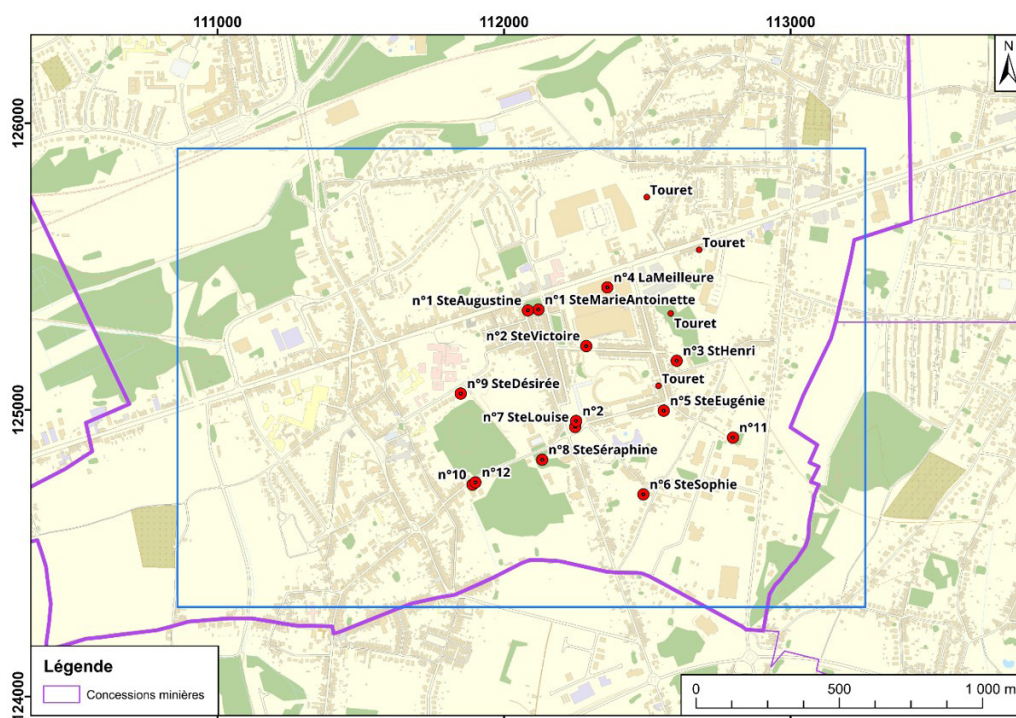 111000
112000
113000
N
126000
125000
124000
Touret
Touret
n°4 LaMeilleure
n°1 SteAugustine
n°1 SteMarieAntoinette
Touret
n°2 SteVictoire
n°3 StHenri
Touret
n°9 SteDésirée
n°5 SteEugénie
n°7 SteLouise
n°2
n°11
n°8 SteSéraphine
n°10
n°12
n°6 SteSophie
Légende
Concessions minières
0
500
1 000 m